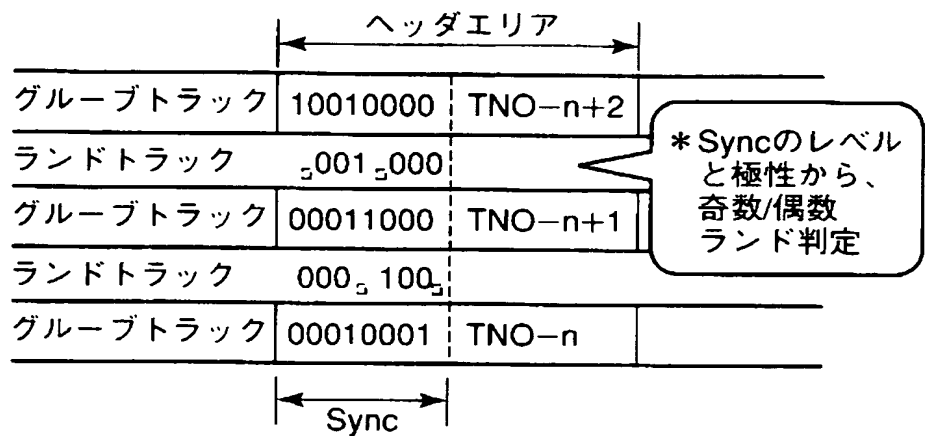 ヘッダエリア
グルーブトラック 10010000 TNO−n+2
ランドトラック 001 000
グルーブトラック 00011000 TNO−n+1
ランドトラック 000 100
グルーブトラック 00010001 TNO−n
Sync
*Syncのレベル
と極性から、
奇数/偶数
ランド判定